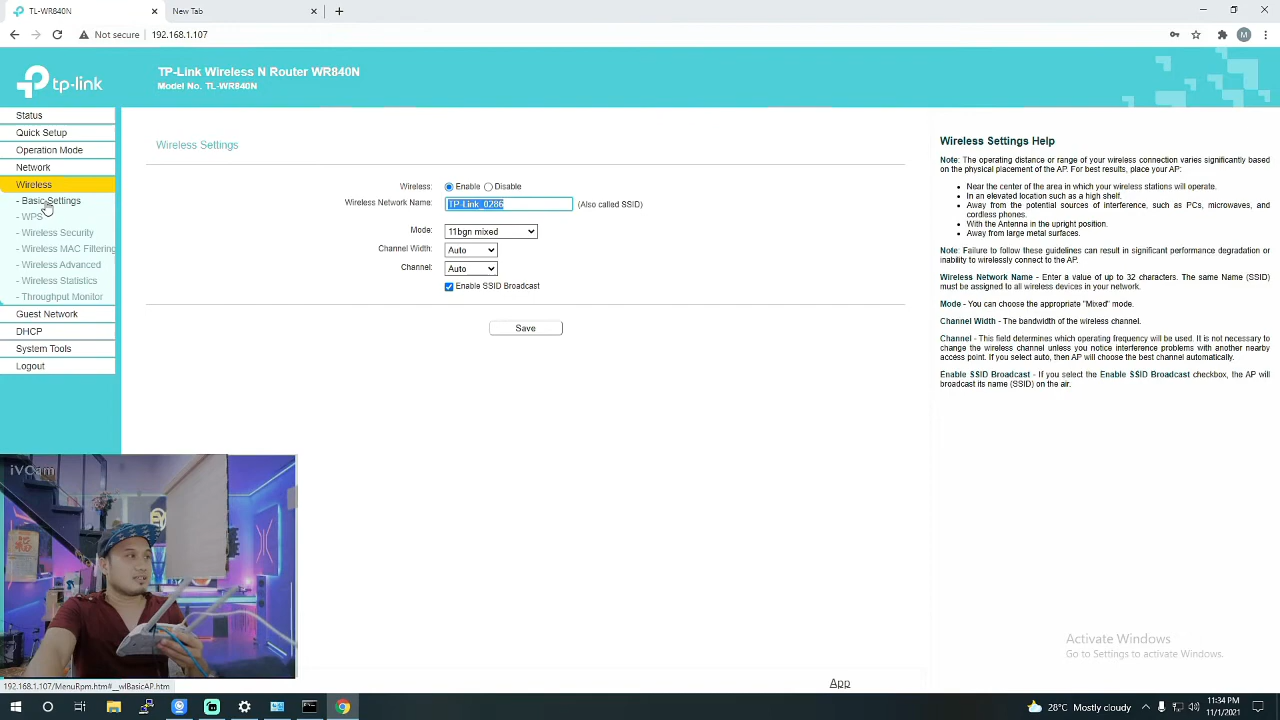 TL-WR840N
New Tab
Not secure
192.168.1.107
M
tp-link
TP-Link Wireless N Router WR840N
Model No. TL-WR840N
Status
Quick Setup
Operation Mode
Network
Wireless
- Basic Settings
- WPS
- Wireless Security
- Wireless MAC Filtering
- Wireless Advanced
- Wireless Statistics
- Throughput Monitor
Guest Network
DHCP
System Tools
Logout
Wireless Settings
Wireless: Enable Disable
Wireless Network Name: TP-Link_0286 (Also called SSID)
Mode: 11bgn mixed
Channel Width: Auto
Channel: Auto
Enable SSID Broadcast
Save
Wireless Settings Help
Note: The operating distance or range of your wireless connection varies significantly based
on the physical placement of the AP. For best results, place your AP:
Near the center of the area in which your wireless stations will operate.
In an elevated location such as a high shelf.
Away from the potential sources of interference, such as PCs, microwaves, and
cordless phones.
With the Antenna in the upright position.
Away from large metal surfaces.
Note: Failure to follow these guidelines can result in significant performance degradation or
inability to wirelessly connect to the AP.
Wireless Network Name - Enter a value of up to 32 characters. The same Name (SSID)
must be assigned to all wireless devices in your network.
Mode - You can choose the appropriate "Mixed" mode.
Channel Width - The bandwidth of the wireless channel.
Channel - This field determines which operating frequency will be used. It is not necessary to
change the wireless channel unless you notice interference problems with another nearby
access point. If you select auto, then AP will choose the best channel automatically.
Enable SSID Broadcast - If you select the Enable SSID Broadcast checkbox, the AP will
broadcast its name (SSID) on the air.
iVCam
Activate Windows
Go to Settings to activate Windows.
App
192.168.1.107/MenuRpm.htm#__wlBasicAP.htm
28°C Mostly cloudy
11:34 PM
11/1/2021